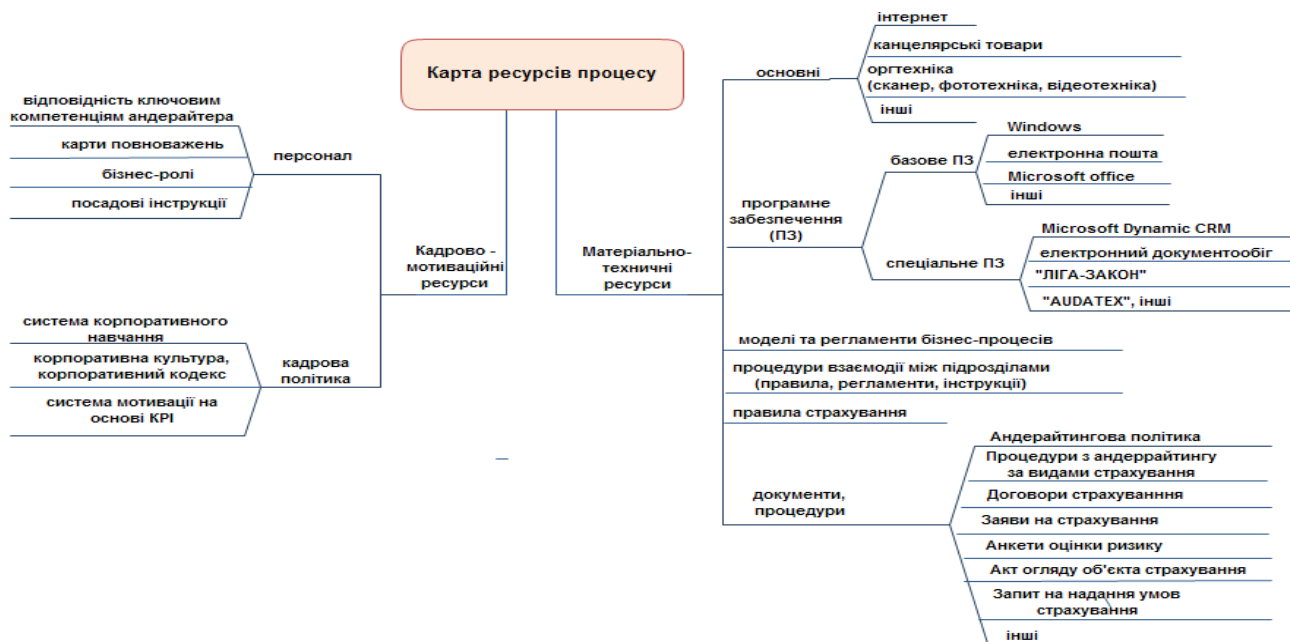 Карта ресурсів процесу
відповідність ключовим
компетенціям андерайтера
карти повноважень
бізнес-ролі
посадові інструкції
персонал
Кадрово -
мотиваційні
ресурси
система корпоративного
навчання
корпоративна культура,
корпоративний кодекс
система мотивації на
основі КРІ
кадрова
політика
Матеріально-
технічні
ресурси
основні
інтернет
канцелярські товари
оргтехніка
(сканер, фототехніка, відеотехніка)
інші
програмне
забезпечення
(ПЗ)
базове ПЗ
Windows
електронна пошта
Microsoft office
інші
спеціальне ПЗ
Microsoft Dynamic CRM
електронний документообіг
"ЛІГА-ЗАКОН"
"AUDATEX", інші
моделі та регламенти бізнес-процесів
процедури взаємодії між підрозділами
(правила, регламенти, інструкції)
правила страхування
документи,
процедури
Андерайтингова політика
Процедури з андеррайтингу
за видами страхування
Договори страхуванння
Заяви на страхування
Анкети оцінки ризику
Акт огляду об'єкта страхування
Запит на надання умов
страхування
інші